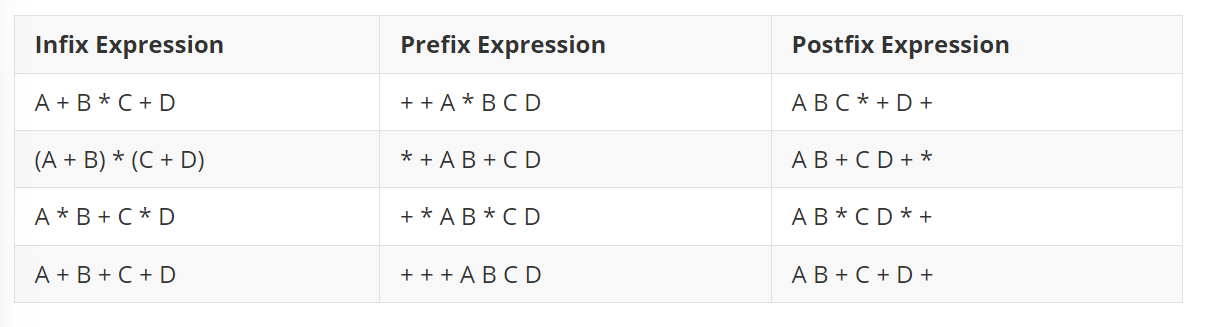 Infix Expression Prefix Expression Postfix Expression
A + B * C + D + + A * B C D A B C * + D +
(A + B) * (C + D) * + A B + C D A B + C D + *
A * B + C * D + * A B * C D A B * C D * +
A + B + C + D + + + A B C D A B + C + D +